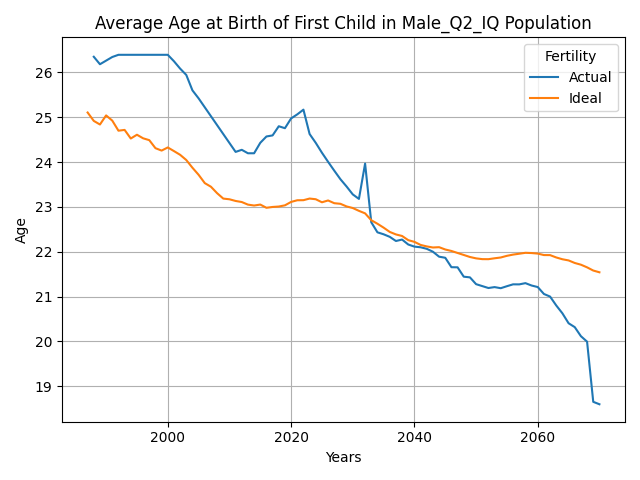 Average Age at Birth of First Child in Male_Q2_IQ Population
Fertility
Actual
Ideal
26
25
24
23
22
21
20
19
Age
2000
2020
2040
2060
Years